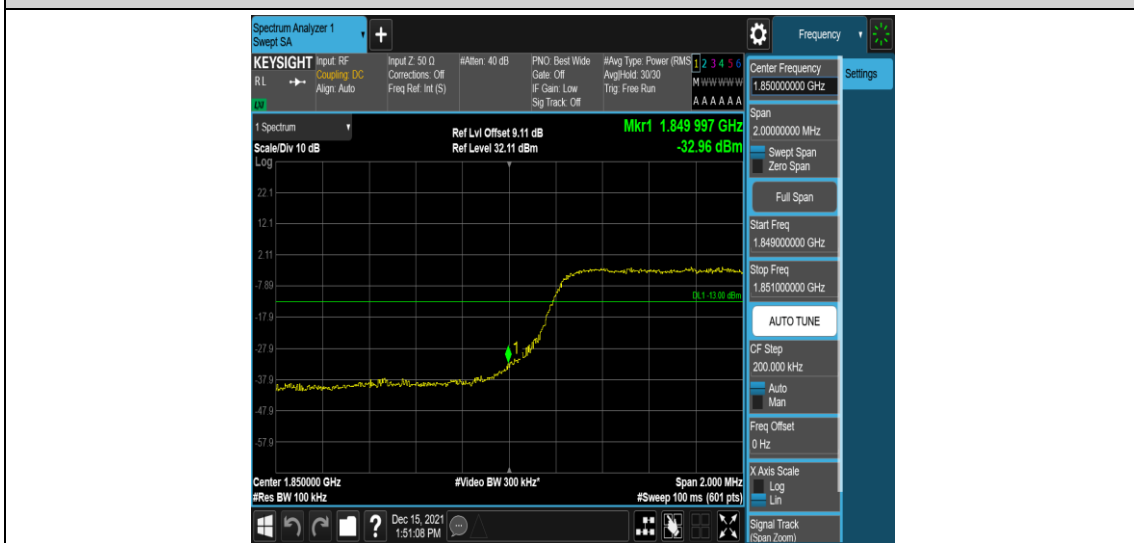 Spectrum Analyzer 1
Swept SA
Frequency
KEYSIGHT
RL
LXI
Input: RF
Coupling: DC
Align: Auto
Input Z: 50 Ω
Corrections: Off
Freq Ref: Int (S)
#Atten: 40 dB
PNO: Best Wide
Gate: Off
IF Gain: Low
Sig Track: Off
#Avg Type: Power (RMS
Avg|Hold: 30/30
Trig: Free Run
1 2 3 4 5 6
M W W W W W
A A A A A A
Center Frequency
1.850000000 GHz
Settings
Span
2.00000000 MHz
Swept Span
Zero Span
Full Span
Start Freq
1.849000000 GHz
Stop Freq
1.851000000 GHz
AUTO TUNE
CF Step
200.000 kHz
Auto
Man
Freq Offset
0 Hz
X Axis Scale
Log
Lin
Signal Track
(Span Zoom)
1 Spectrum
Scale/Div 10 dB
Log
Ref Lvl Offset 9.11 dB
Ref Level 32.11 dBm
Mkr1 1.849 997 GHz
-32.96 dBm
22.1
12.1
2.11
-7.89
-17.9
-27.9
-37.9
-47.9
-57.9
DL1 -13.00 dBm
1
Center 1.850000 GHz
#Res BW 100 kHz
#Video BW 300 kHz*
Span 2.000 MHz
#Sweep 100 ms (601 pts)
?
Dec 15, 2021
1:51:08 PM